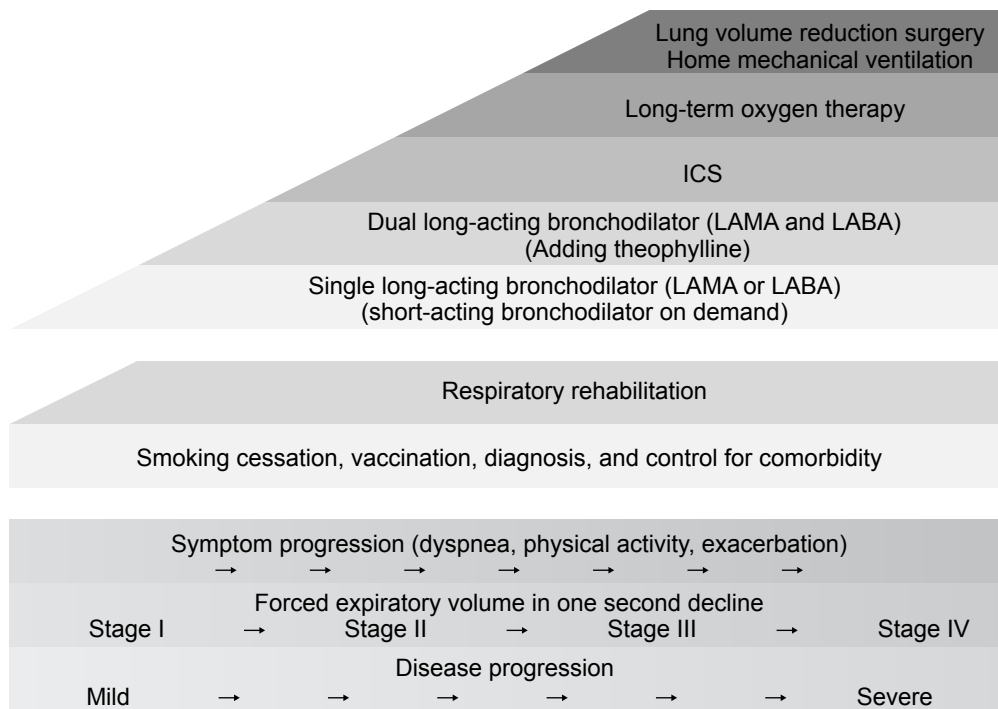 Lung volume reduction surgery
Home mechanical ventilation
Long-term oxygen therapy
ICS
Dual long-acting bronchodilator (LAMA and LABA)
(Adding theophylline)
Single long-acting bronchodilator (LAMA or LABA)
(short-acting bronchodilator on demand)
Respiratory rehabilitation
Smoking cessation, vaccination, diagnosis, and control for comorbidity
Symptom progression (dyspnea, physical activity, exacerbation)
→ → → → → → →
Forced expiratory volume in one second decline
Stage I → Stage II → Stage III → Stage IV
Disease progression
Mild → → → → → → Severe